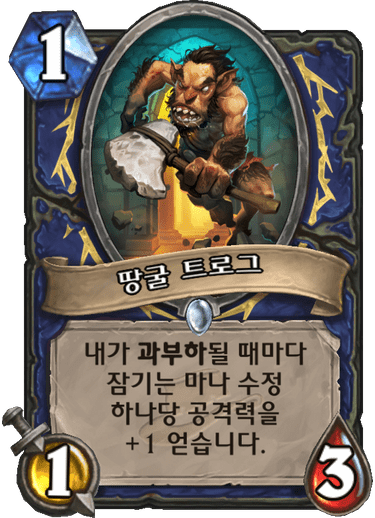 1
땅굴 트로그
내가 과부하될 때마다
잠기는 마나 수정
하나당 공격력을
+1 얻습니다.
1
3